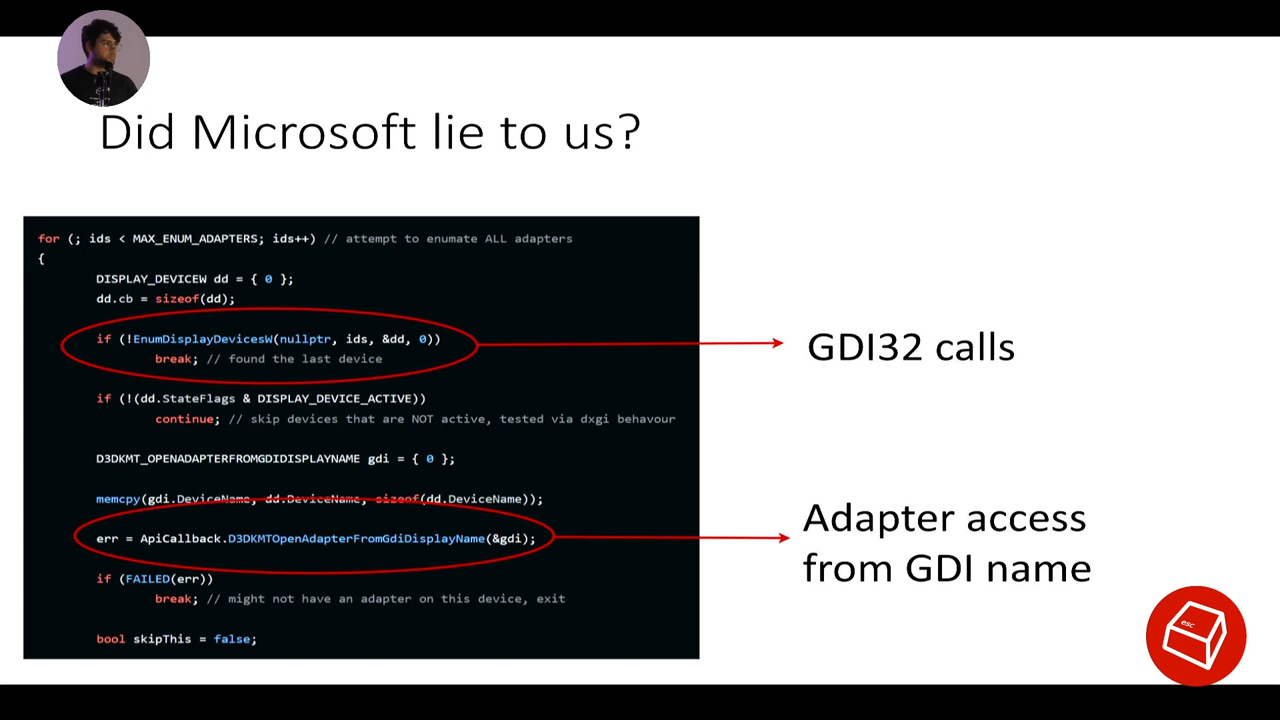 Did Microsoft lie to us?
for (; ids < MAX_ENUM_ADAPTERS; ids++) // attempt to enumate ALL adapters
{
DISPLAY_DEVICEW dd = { 0 };
dd.cb = sizeof(dd);
if (!EnumDisplayDevicesW(nullptr, ids, &dd, 0))
break; // found the last device
if (!(dd.StateFlags & DISPLAY_DEVICE_ACTIVE))
continue; // skip devices that are NOT active, tested via dxgi behavour
D3DKMT_OPENADAPTERFROMGDIDISPLAYNAME gdi = { 0 };
memcpy(gdi.DeviceName, dd.DeviceName, sizeof(dd.DeviceName));
err = ApiCallback.D3DKMTOpenAdapterFromGdiDisplayName(&gdi);
if (FAILED(err))
break; // might not have an adapter on this device, exit
bool skipThis = false;
GDI32 calls
Adapter access
from GDI name
esc